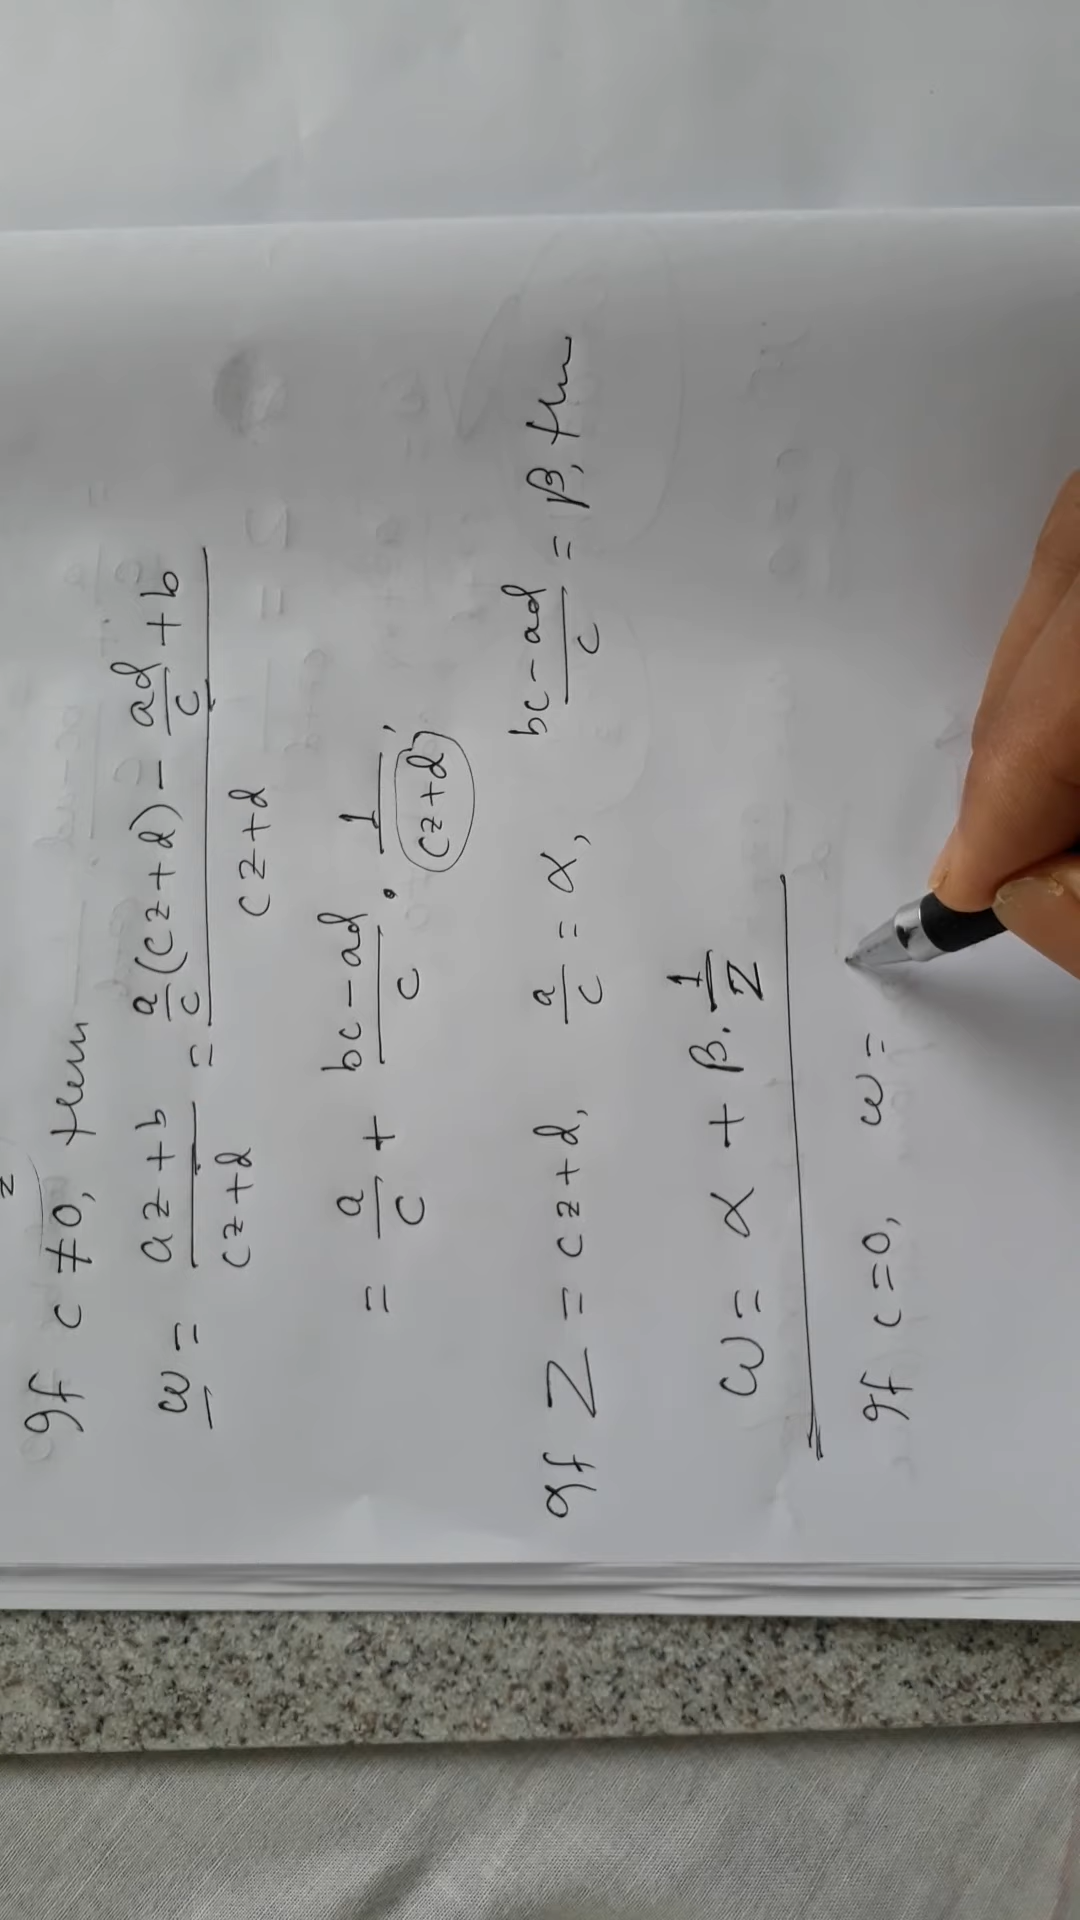 z
If c ≠ 0, then
w = (az + b)/(cz + d) = (a/c (cz + d) − ad/c + b)/(cz + d)
= a/c + (bc − ad)/c · 1/(cz + d),
If Z = cz + d, a/c = α, (bc − ad)/c = β, then
w = α + β · 1/Z
If c = 0, w =